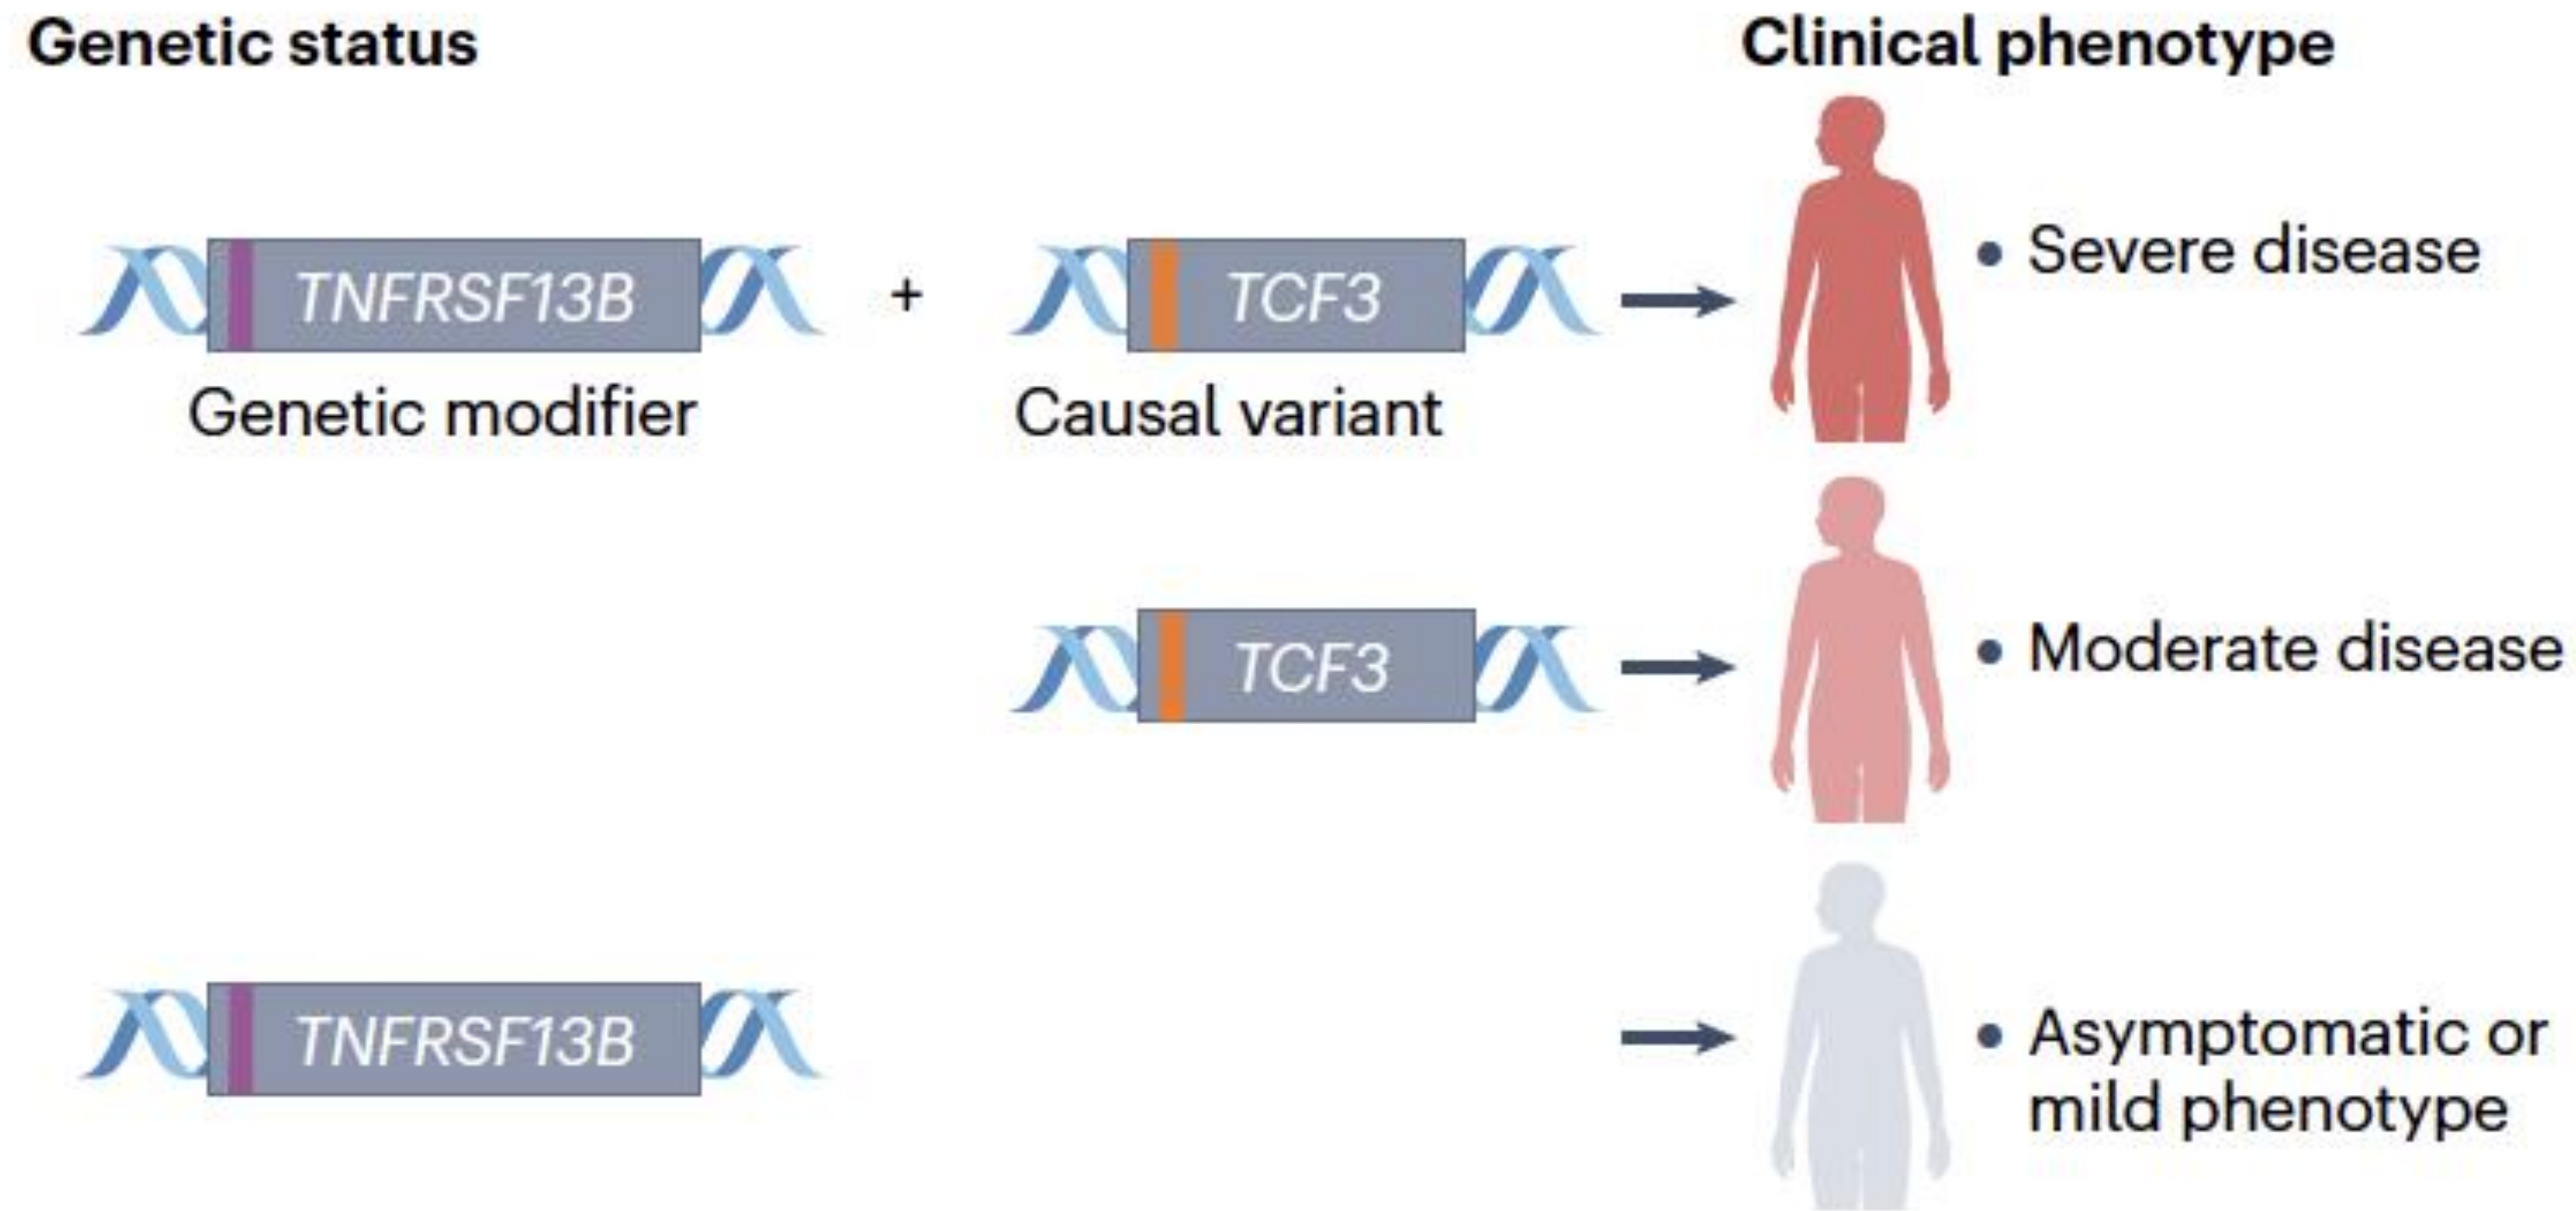 Genetic status
Clinical phenotype
TNFRSF13B
+
TCF3
• Severe disease
Genetic modifier
Causal variant
TCF3
• Moderate disease
TNFRSF13B
• Asymptomatic or
mild phenotype